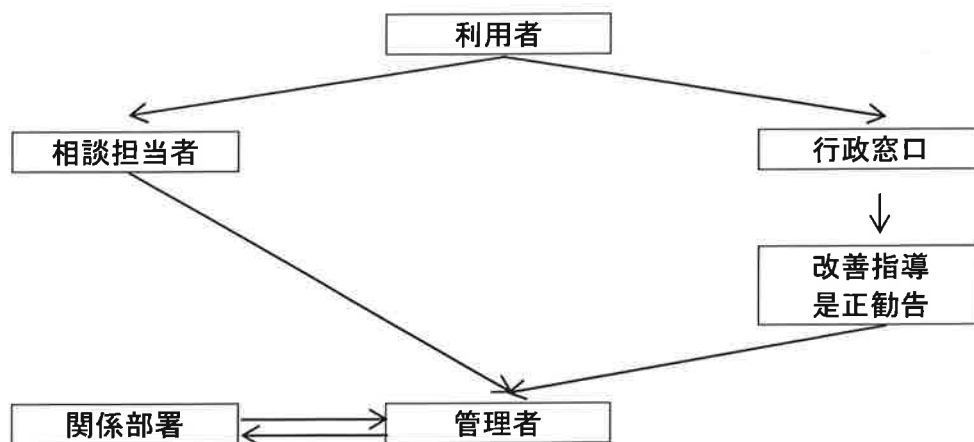 利用者
相談担当者
行政窓口
改善指導
是正勧告
関係部署
管理者